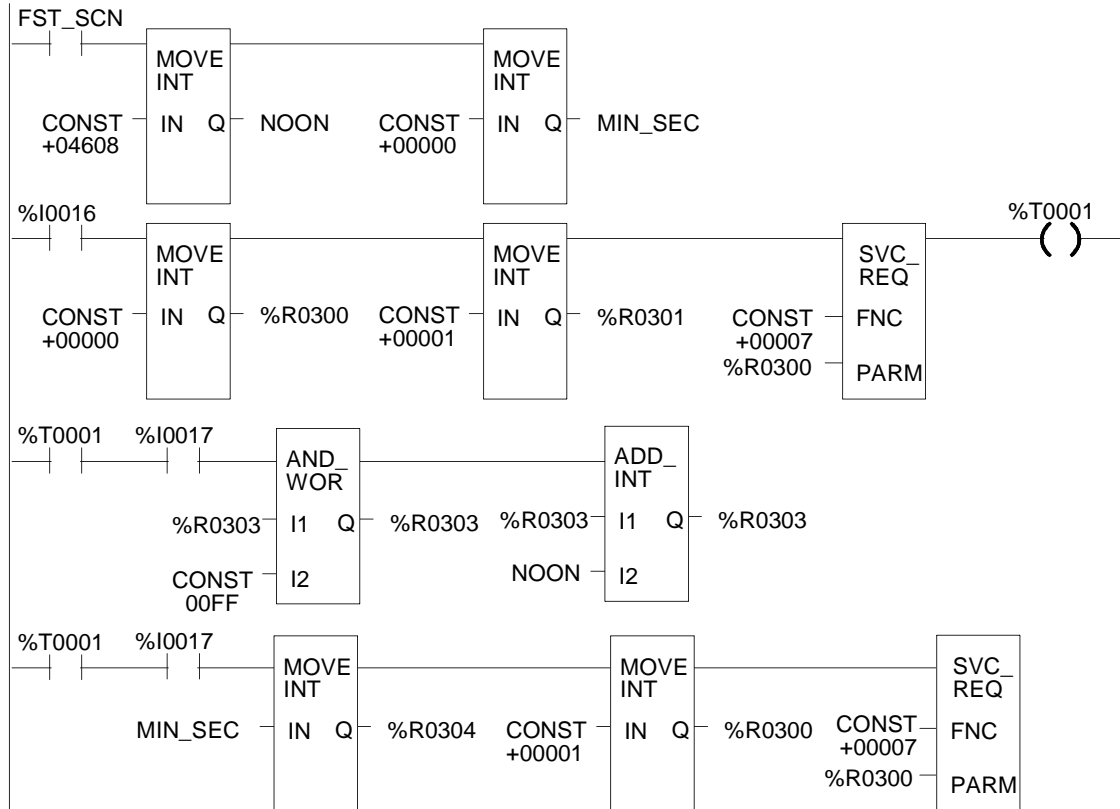 FST_SCN
MOVE
INT
MOVE
INT
CONST
+04608
IN Q
NOON
CONST
+00000
IN Q
MIN_SEC
%I0016
%T0001
MOVE
INT
MOVE
INT
SVC_
REQ
CONST
+00000
IN Q
%R0300
CONST
+00001
IN Q
%R0301
CONST
+00007
FNC
%R0300
PARM
%T0001
%I0017
AND_
WOR
ADD_
INT
%R0303
I1 Q
%R0303
%R0303
I1 Q
%R0303
CONST
00FF
I2
NOON
I2
%T0001
%I0017
MOVE
INT
MOVE
INT
SVC_
REQ
MIN_SEC
IN Q
%R0304
CONST
+00001
IN Q
%R0300
CONST
+00007
FNC
%R0300
PARM